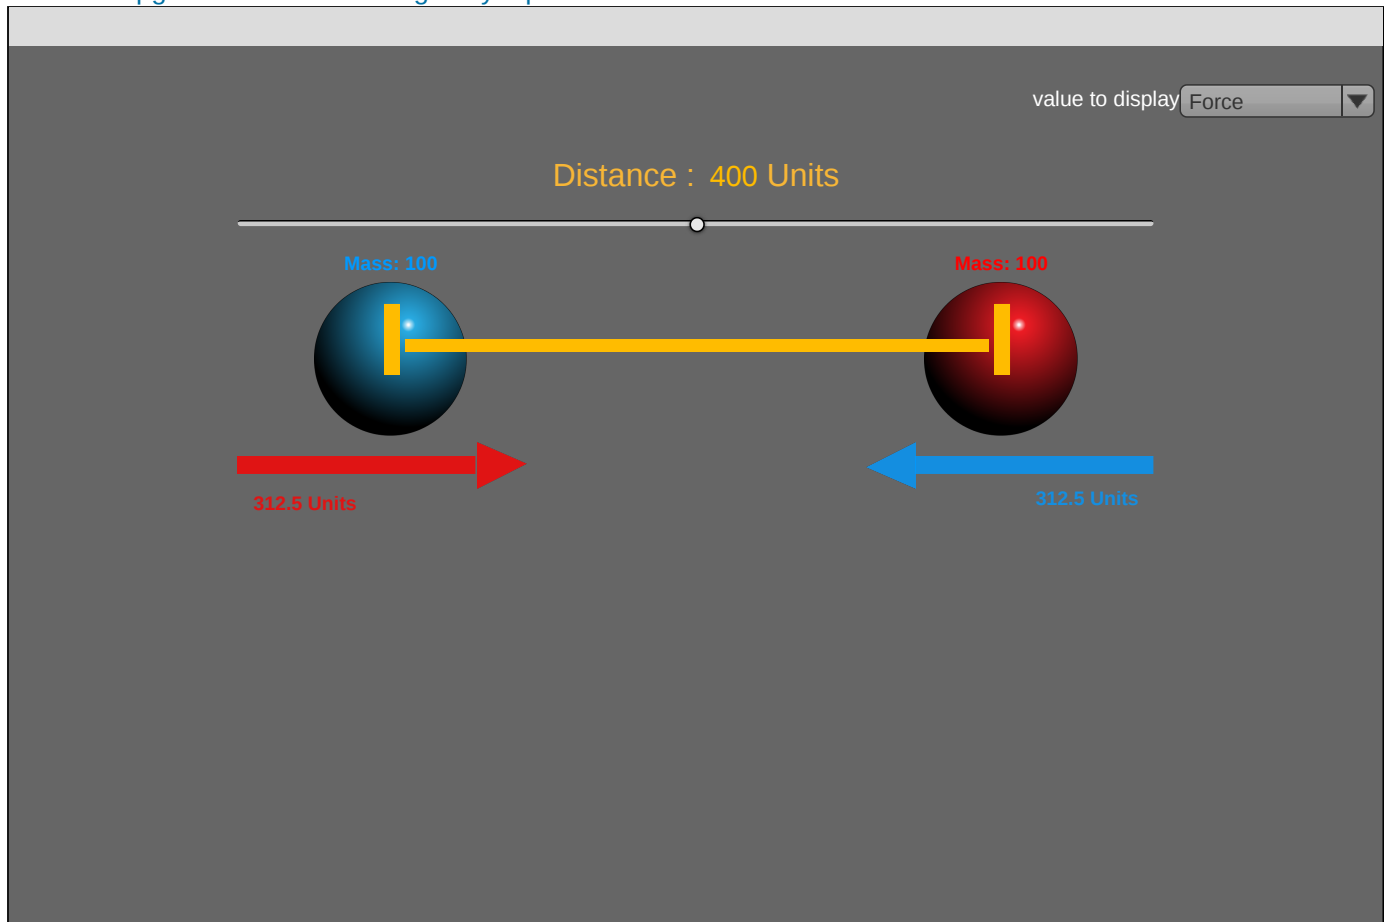 value to display
Force
Distance : 400 Units
Mass: 100
Mass: 100
312.5 Units
312.5 Units